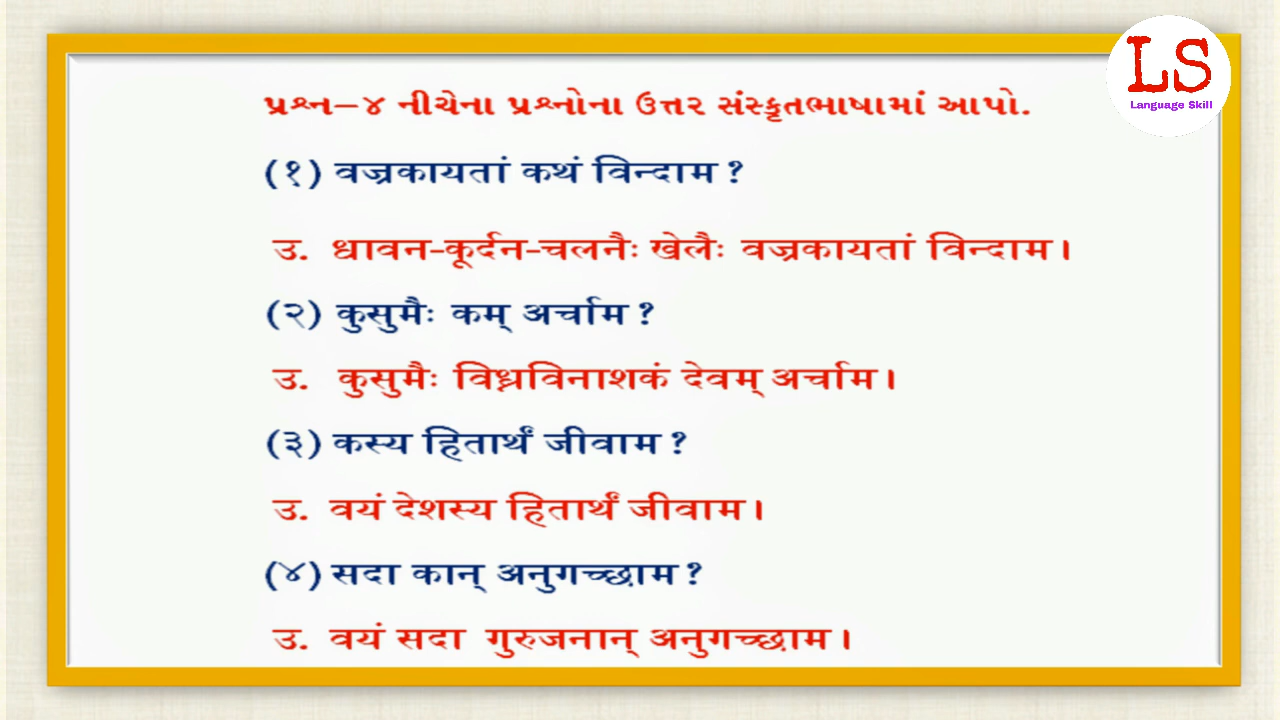 LS
Language Skill
પ્રશ્ન–૪ નીચેના પ્રશ્નોના ઉત્તર સંસ્કૃતભાષામાં આપો.
(१) वज्रकायतां कथं विन्दाम ?
उ. धावन-कूर्दन-चलनैः खेलैः वज्रकायतां विन्दाम।
(२) कुसुमैः कम् अर्चाम ?
उ. कुसुमैः विघ्नविनाशकं देवम् अर्चाम।
(३) कस्य हितार्थं जीवाम ?
उ. वयं देशस्य हितार्थं जीवाम।
(४) सदा कान् अनुगच्छाम ?
उ. वयं सदा गुरुजनान् अनुगच्छाम।